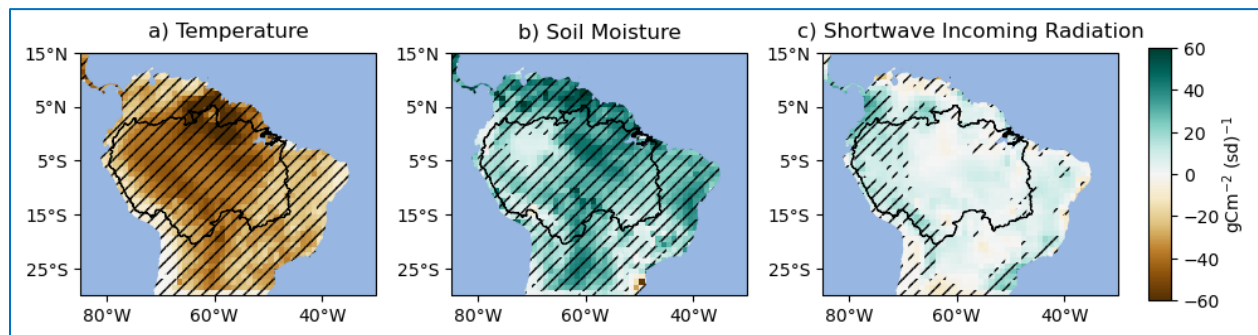 a) Temperature
b) Soil Moisture
c) Shortwave Incoming Radiation
15°N
5°N
5°S
15°S
25°S
80°W 60°W 40°W
15°N
5°N
5°S
15°S
25°S
80°W 60°W 40°W
15°N
5°N
5°S
15°S
25°S
80°W 60°W 40°W
60
40
20
0
−20
−40
−60
gCm⁻² (sd)⁻¹